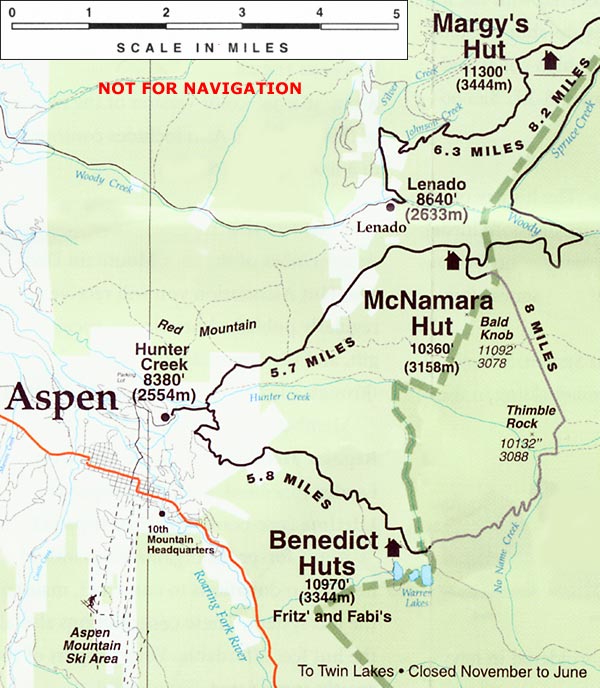 0 1 2 3 4 5
SCALE IN MILES
NOT FOR NAVIGATION
Margy's
Hut
11300'
(3444m)
Silver Creek
Johnson Creek
6.3 MILES
8.2 MILES
Spruce Creek
Woody Creek
Lenado
8640'
(2633m)
Lenado
Woody
McNamara
Hut
10360'
(3158m)
Bald
Knob
11092'
3078
8 MILES
Red Mountain
5.7 MILES
Hunter
Creek
8380'
(2554m)
Parking
Lot
Aspen
Hunter Creek
Thimble
Rock
10132"
3088
5.8 MILES
10th
Mountain
Headquarters
Benedict
Huts
10970'
(3344m)
Fritz' and Fabi's
Warren
Lakes
No Name Creek
Roaring Fork River
Castle Creek
Aspen
Mountain
Ski Area
To Twin Lakes • Closed November to June